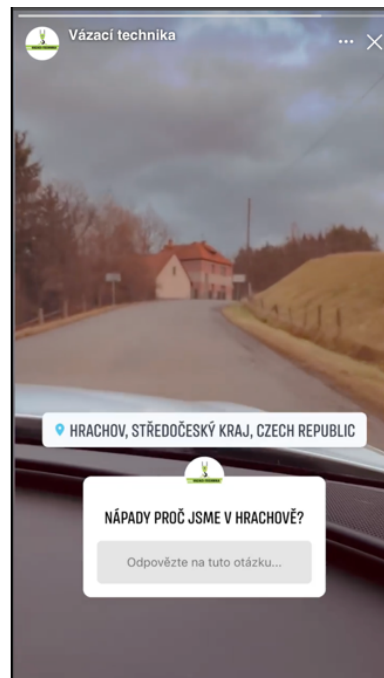 Vázací technika
HRACHOV, STŘEDOČESKÝ KRAJ, CZECH REPUBLIC
NÁPADY PROČ JSME V HRACHOVĚ?
Odpovězte na tuto otázku...